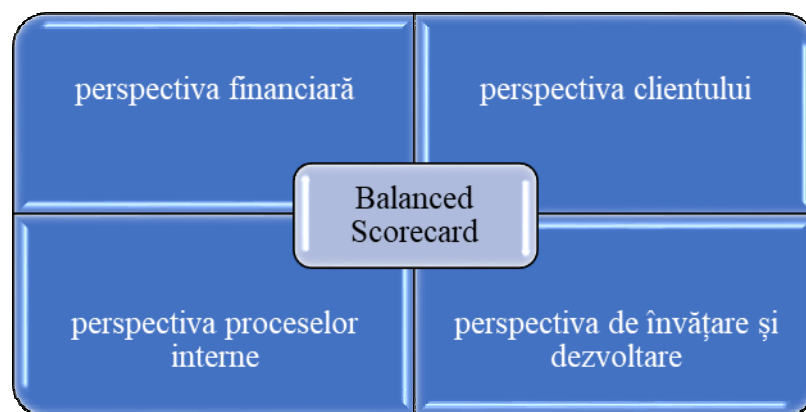 perspectiva financiară
perspectiva clientului
Balanced
Scorecard
perspectiva proceselor
interne
perspectiva de învățare și
dezvoltare